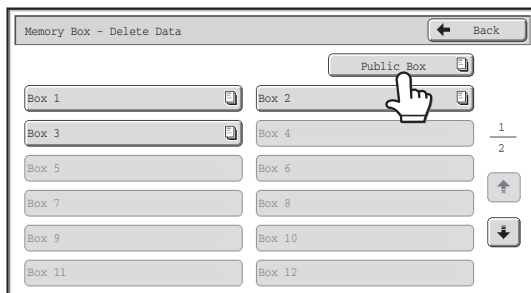 Memory Box - Delete Data
Back
Public Box
Box 1
Box 2
Box 3
Box 4
1
2
Box 5
Box 6
Box 7
Box 8
Box 9
Box 10
Box 11
Box 12